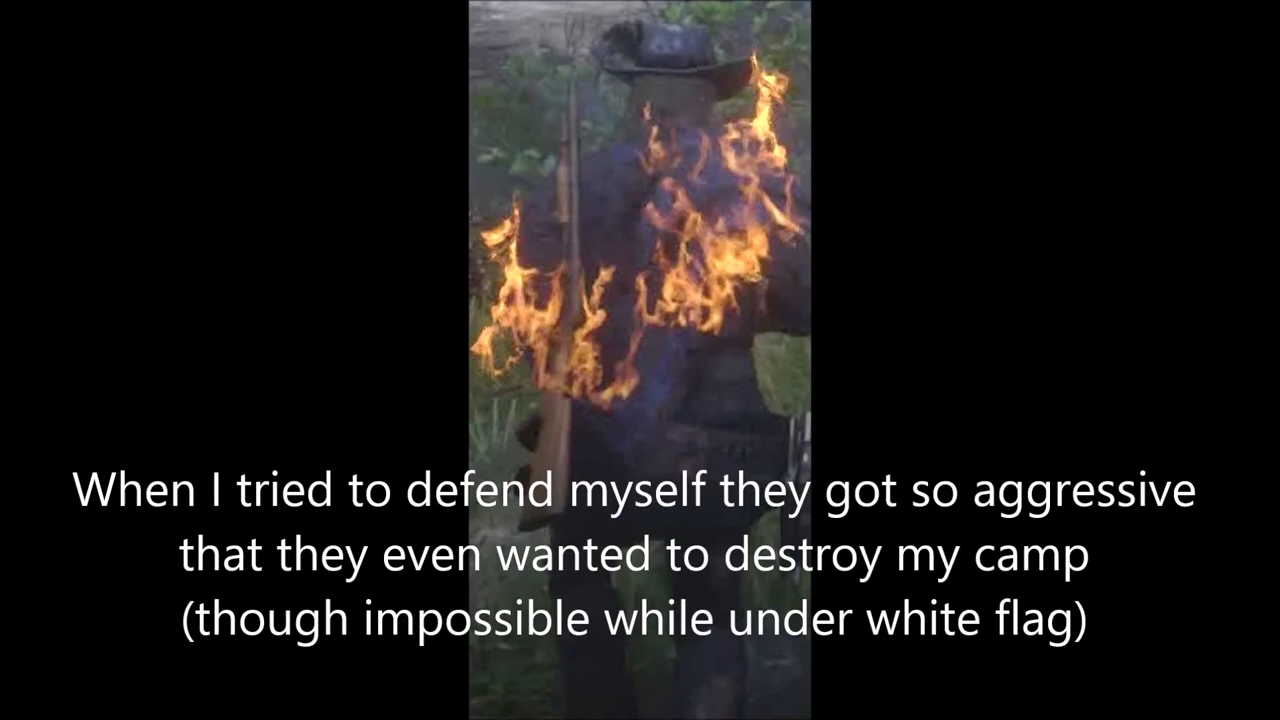 When I tried to defend myself they got so aggressive
that they even wanted to destroy my camp
(though impossible while under white flag)